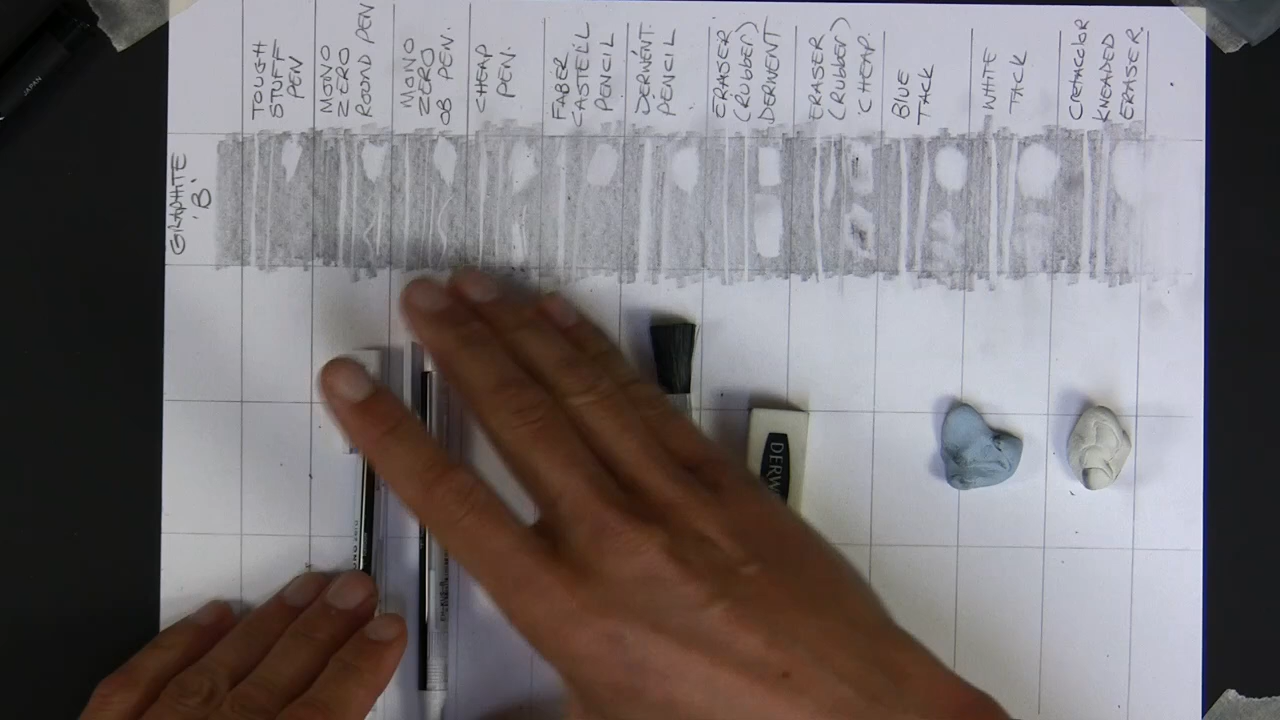 TOUGH
STUFF
PEN
MONO
ZERO
ROUND PEN
MONO
ZERO
OB PEN.
CHEAP
PEN.
FABER
CASTELL
PENCIL
DERWENT.
PENCIL
ERASER.
(RUBBER)
DERWENT
ERASER
(RUBBER)
CHEAP.
BLUE
TACK
WHITE
TACK
CRETACOLOR
KNEADED
ERASER.
GRAPHITE
'B'
JAPAN
DERW